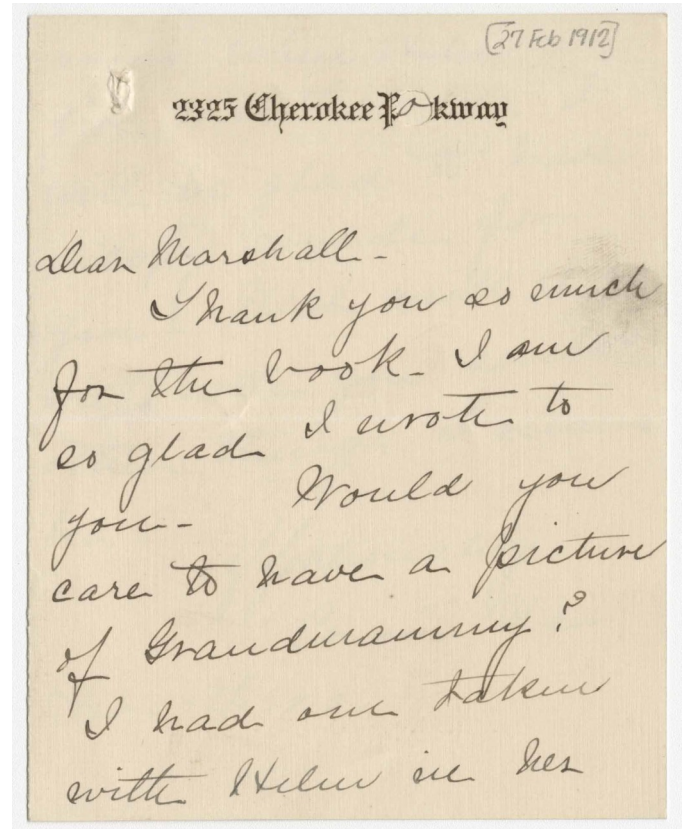 [27 Feb 1912]
2325 Cherokee Parkway
Dear Marshall -
Thank you so much
for the book - I am
so glad I wrote to
you - Would you
care to have a picture
of Grandmammy?
I had one taken
with Helen in her